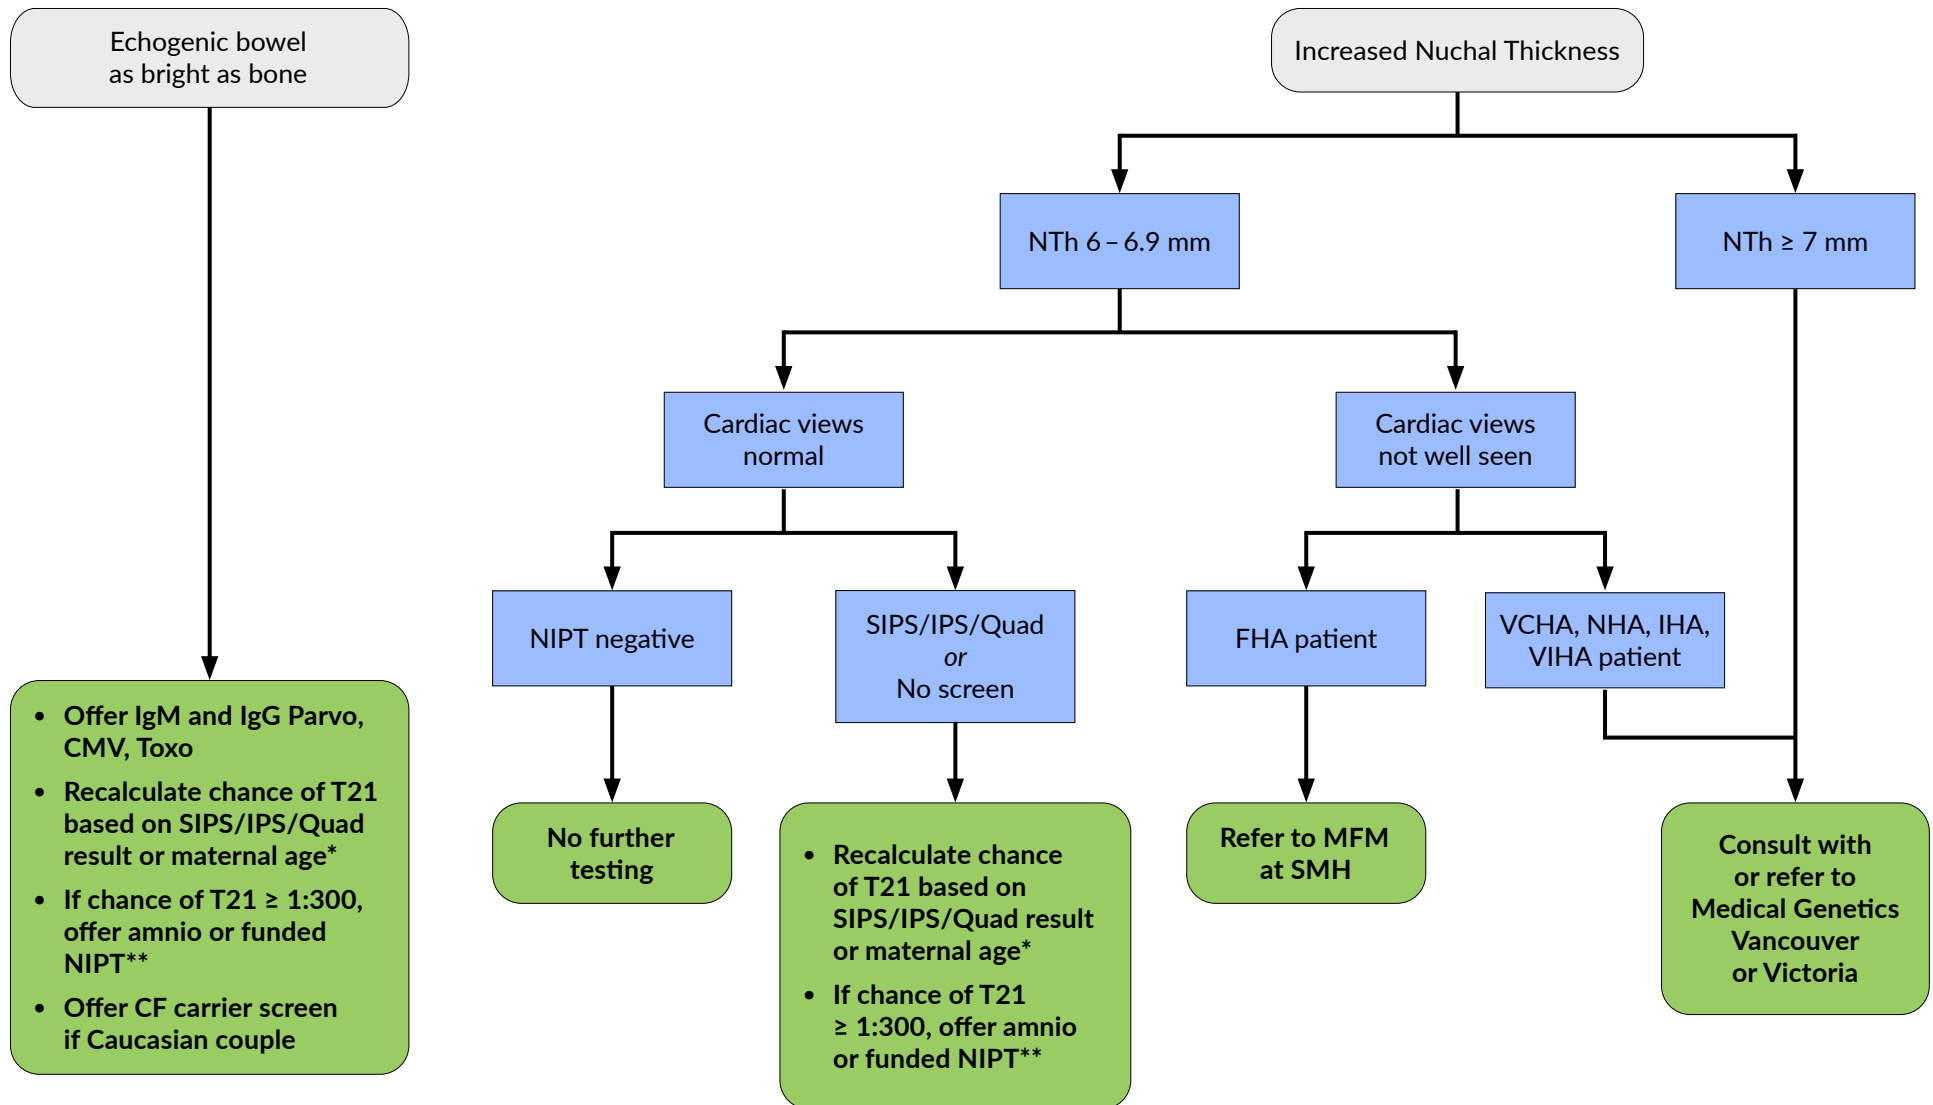 Echogenic bowel
as bright as bone
Increased Nuchal Thickness
NTh 6 – 6.9 mm
NTh ≥ 7 mm
Cardiac views
normal
Cardiac views
not well seen
NIPT negative
SIPS/IPS/Quad
or
No screen
FHA patient
VCHA, NHA, IHA,
VIHA patient
• Offer IgM and IgG Parvo,
CMV, Toxo
• Recalculate chance of T21
based on SIPS/IPS/Quad
result or maternal age*
• If chance of T21 ≥ 1:300,
offer amnio or funded
NIPT**
• Offer CF carrier screen
if Caucasian couple
No further
testing
• Recalculate chance
of T21 based on
SIPS/IPS/Quad result
or maternal age*
• If chance of T21
≥ 1:300, offer amnio
or funded NIPT**
Refer to MFM
at SMH
Consult with
or refer to
Medical Genetics
Vancouver
or Victoria